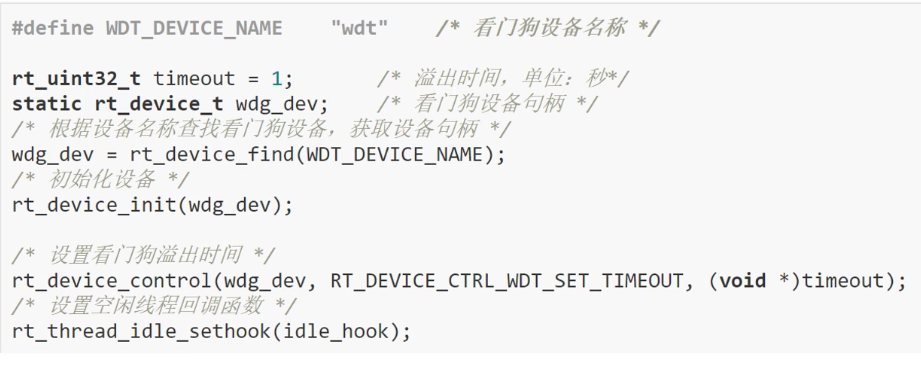 #define WDT_DEVICE_NAME    "wdt"    /* 看门狗设备名称 */
rt_uint32_t timeout = 1;       /* 溢出时间，单位：秒*/
static rt_device_t wdg_dev;    /* 看门狗设备句柄 */
/* 根据设备名称查找看门狗设备，获取设备句柄 */
wdg_dev = rt_device_find(WDT_DEVICE_NAME);
/* 初始化设备 */
rt_device_init(wdg_dev);
/* 设置看门狗溢出时间 */
rt_device_control(wdg_dev, RT_DEVICE_CTRL_WDT_SET_TIMEOUT, (void *)timeout);
/* 设置空闲线程回调函数 */
rt_thread_idle_sethook(idle_hook);